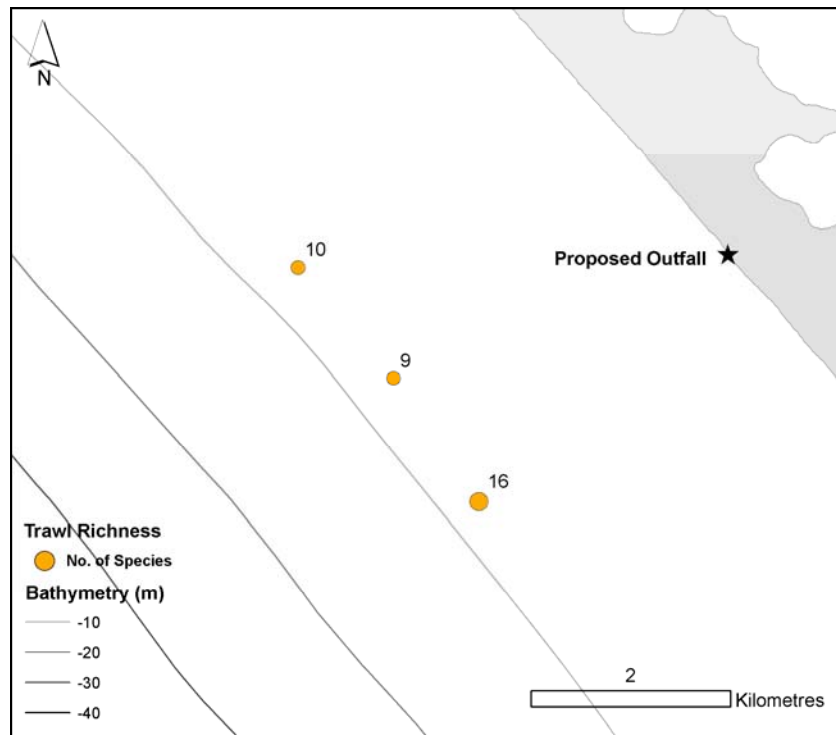 N
10
Proposed Outfall
9
16
Trawl Richness
No. of Species
Bathymetry (m)
-10
-20
-30
-40
2
Kilometres